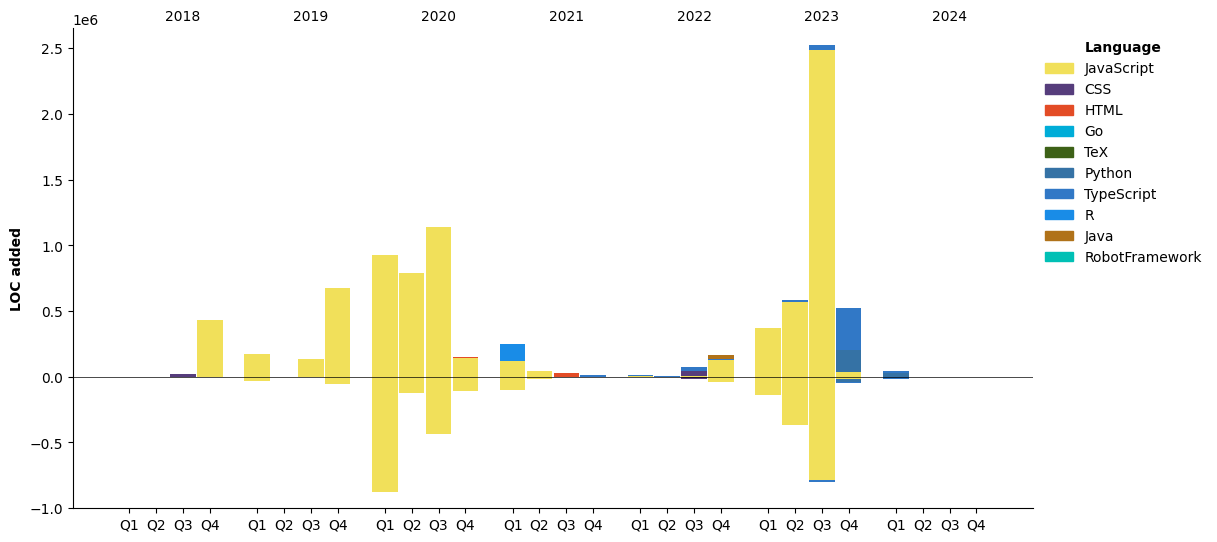 1e6
2018 2019 2020 2021 2022 2023 2024
2.5
2.0
1.5
1.0
0.5
0.0
−0.5
−1.0
LOC added
Q1 Q2 Q3 Q4 Q1 Q2 Q3 Q4 Q1 Q2 Q3 Q4 Q1 Q2 Q3 Q4 Q1 Q2 Q3 Q4 Q1 Q2 Q3 Q4 Q1 Q2 Q3 Q4
Language
JavaScript
CSS
HTML
Go
TeX
Python
TypeScript
R
Java
RobotFramework